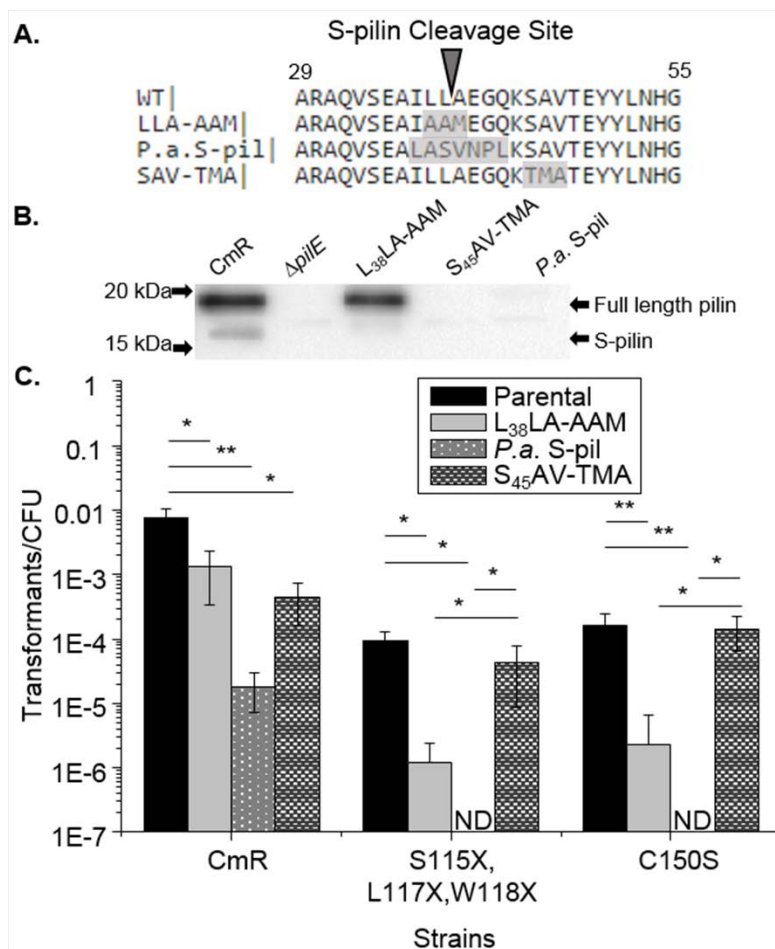 A.
S-pilin Cleavage Site
29 55
WT| ARAQVSEAILLAEGQKSAVTEYYLNHG
LLA-AAM| ARAQVSEAIAAMEGQKSAVTEYYLNHG
P.a.S-pil| ARAQVSEALASVNPLKSAVTEYYLNHG
SAV-TMA| ARAQVSEAILLAEGQKTMATEYYLNHG
B.
CmR ΔpilE L38LA-AAM S45AV-TMA P.a. S-pil
20 kDa Full length pilin
15 kDa S-pilin
C.
Transformants/CFU
1
0.1
0.01
1E-3
1E-4
1E-5
1E-6
1E-7
Parental
L38LA-AAM
P.a. S-pil
S45AV-TMA
* ** *
* * * *
** ** * *
ND ND
CmR S115X, C150S
L117X,W118X
Strains